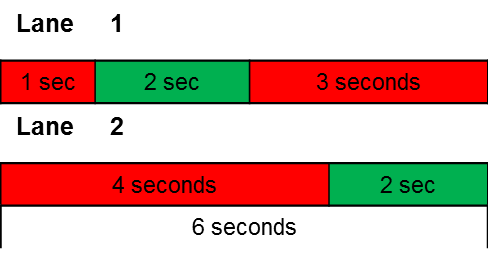 Lane 1
1 sec 2 sec 3 seconds
Lane 2
4 seconds 2 sec
6 seconds